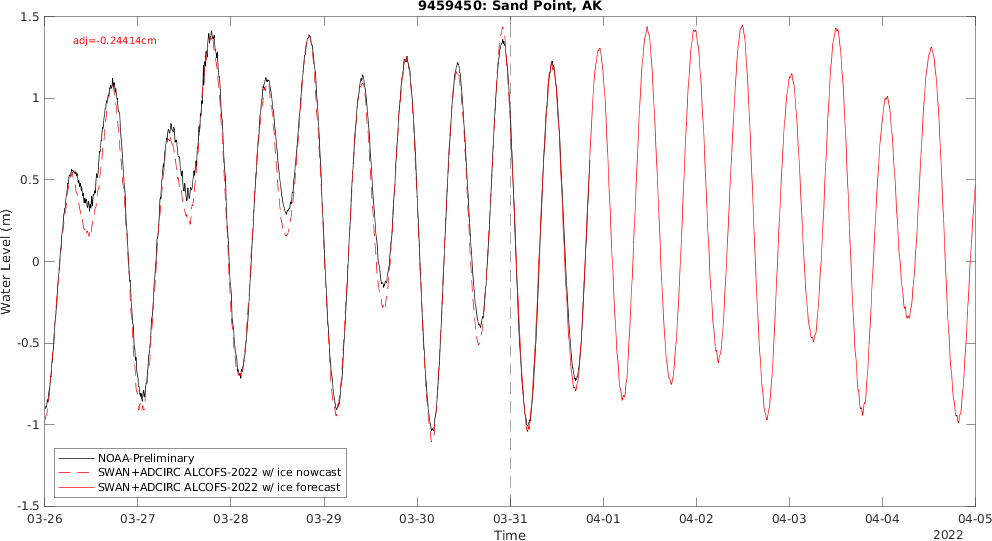 9459450: Sand Point, AK
adj=-0.24414cm
1.5
1
0.5
0
-0.5
-1
-1.5
Water Level (m)
NOAA-Preliminary
SWAN+ADCIRC ALCOFS-2022 w/ ice nowcast
SWAN+ADCIRC ALCOFS-2022 w/ ice forecast
03-26 03-27 03-28 03-29 03-30 03-31 04-01 04-02 04-03 04-04 04-05
Time
2022